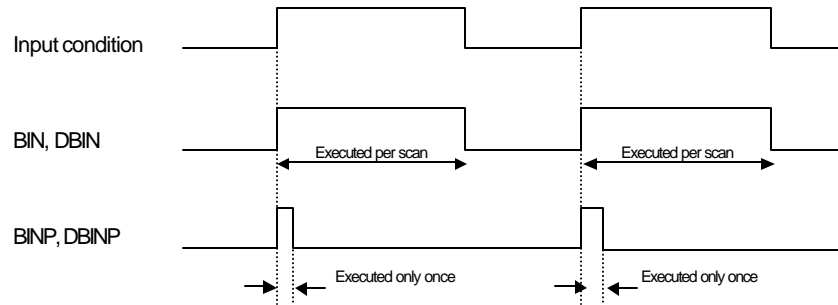 Input condition
BIN, DBIN
Executed per scan
Executed per scan
BINP, DBINP
Executed only once
Executed only once